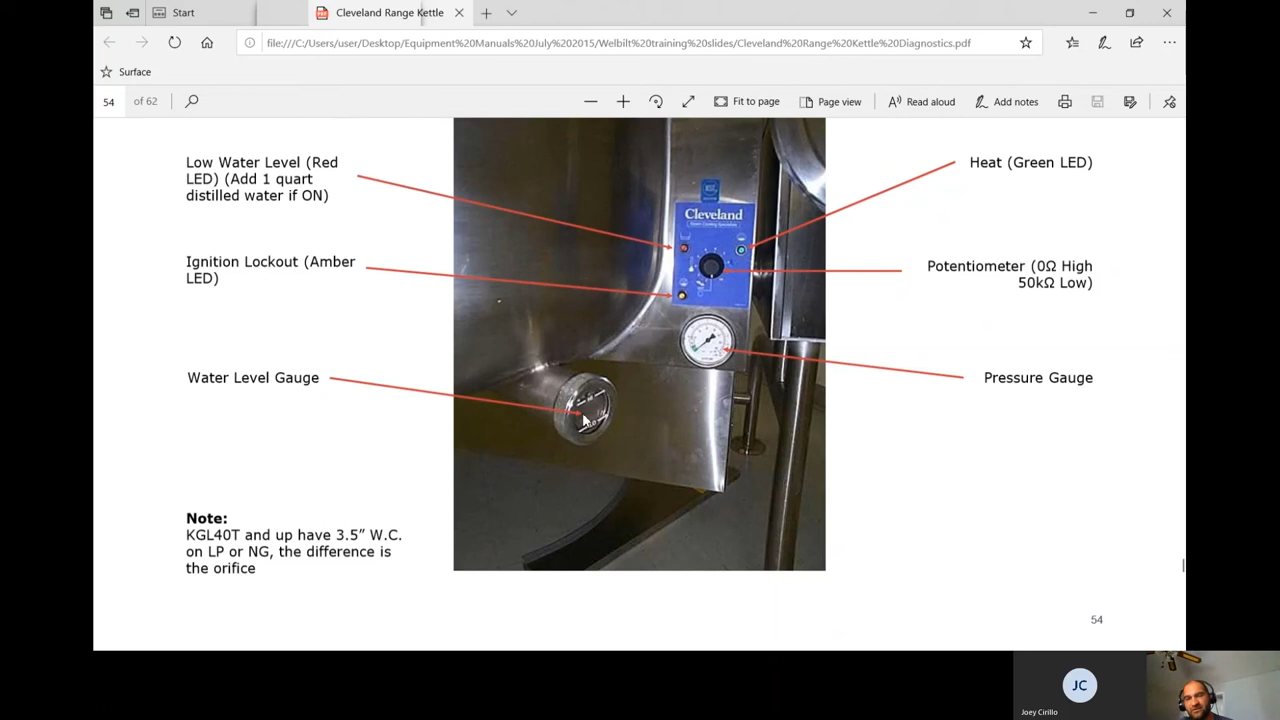 Start
Cleveland Range Kettle
file:///C:/Users/user/Desktop/Equipment%20Manuals%20July%202015/Welbilt%20training%20slides/Cleveland%20Range%20Kettle%20Diagnostics.pdf
Surface
54 of 62
Fit to page
Page view
Read aloud
Add notes
Low Water Level (Red
LED) (Add 1 quart
distilled water if ON)
Heat (Green LED)
Cleveland
Ignition Lockout (Amber
LED)
Potentiometer (0Ω High
50kΩ Low)
Water Level Gauge
Pressure Gauge
Note:
KGL40T and up have 3.5” W.C.
on LP or NG, the difference is
the orifice
54
JC
Joey Cirillo